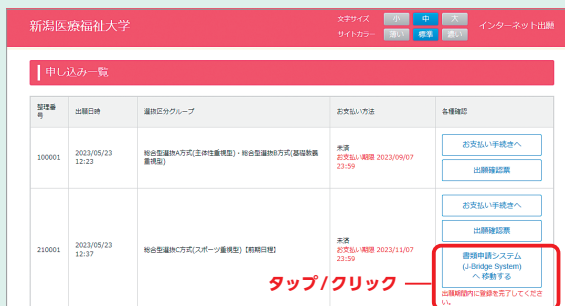 新潟医療福祉大学
文字サイズ 小 中 大
サイトカラー 薄い 標準 濃い
インターネット出願
申し込み一覧
整理番号 出願日時 選抜区分グループ お支払い方法 各種確認
100001
2023/05/23
12:23
総合型選抜A方式(主体性重視型)・総合型選抜B方式(基礎教養
重視型)
未済
お支払い期限 2023/09/07
23:59
お支払い手続きへ
出願確認票
210001
2023/05/23
12:37
総合型選抜C方式(スポーツ重視型)【前期日程】
未済
お支払い期限 2023/11/07
23:59
お支払い手続きへ
出願確認票
書類申請システム
(J-Bridge System)
へ移動する
出願期間内に登録を完了してくださ
い。
タップ/クリック